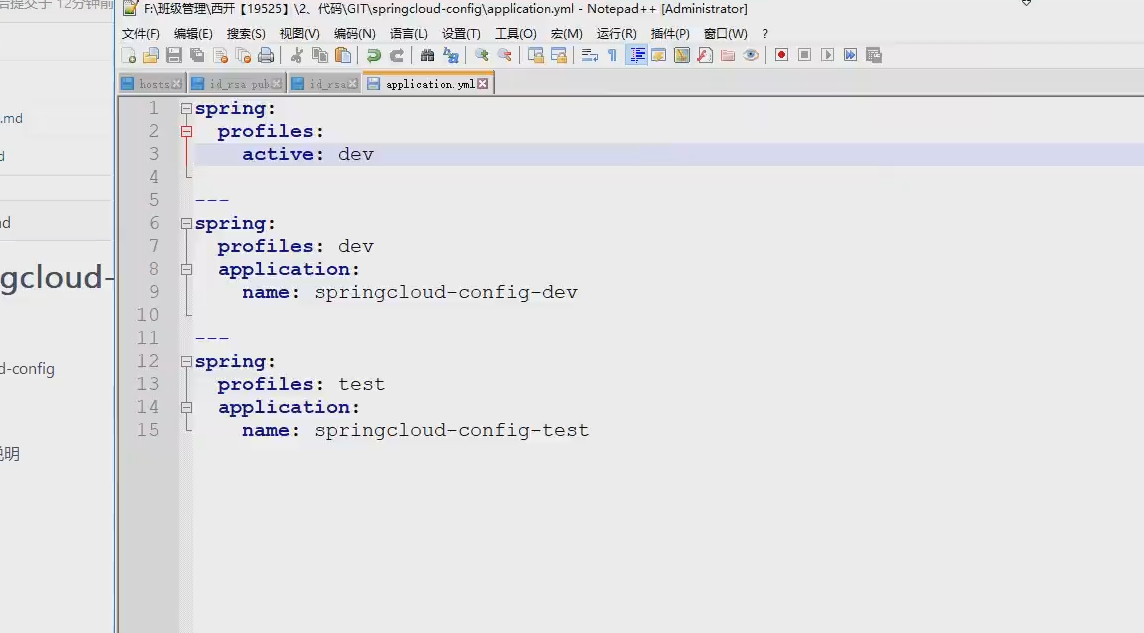 后提交于 12分钟前
F:\班级管理\西开【19525】\2、代码\GIT\springcloud-config\application.yml - Notepad++ [Administrator]
文件(F) 编辑(E) 搜索(S) 视图(V) 编码(N) 语言(L) 设置(T) 工具(O) 宏(M) 运行(R) 插件(P) 窗口(W) ?
hosts id_rsa pub id_rsa application.yml
.md
d
nd
gcloud-
d-config
说明
1 spring:
2 profiles:
3 active: dev
4
5 ---
6 spring:
7 profiles: dev
8 application:
9 name: springcloud-config-dev
10
11 ---
12 spring:
13 profiles: test
14 application:
15 name: springcloud-config-test